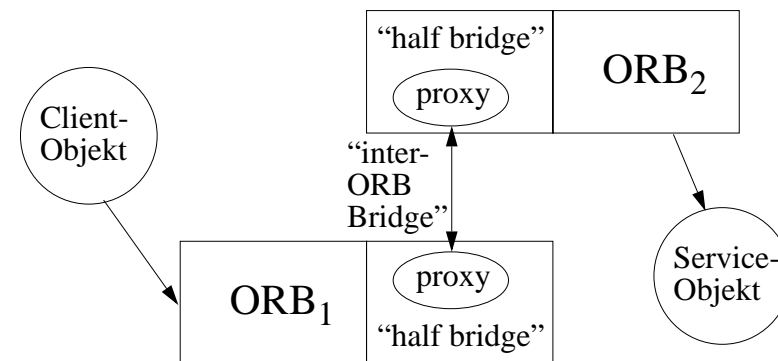 “half bridge”
ORB2
proxy
Client-
Objekt
“inter-
ORB
Bridge”
Service-
Objekt
ORB1
proxy
“half bridge”